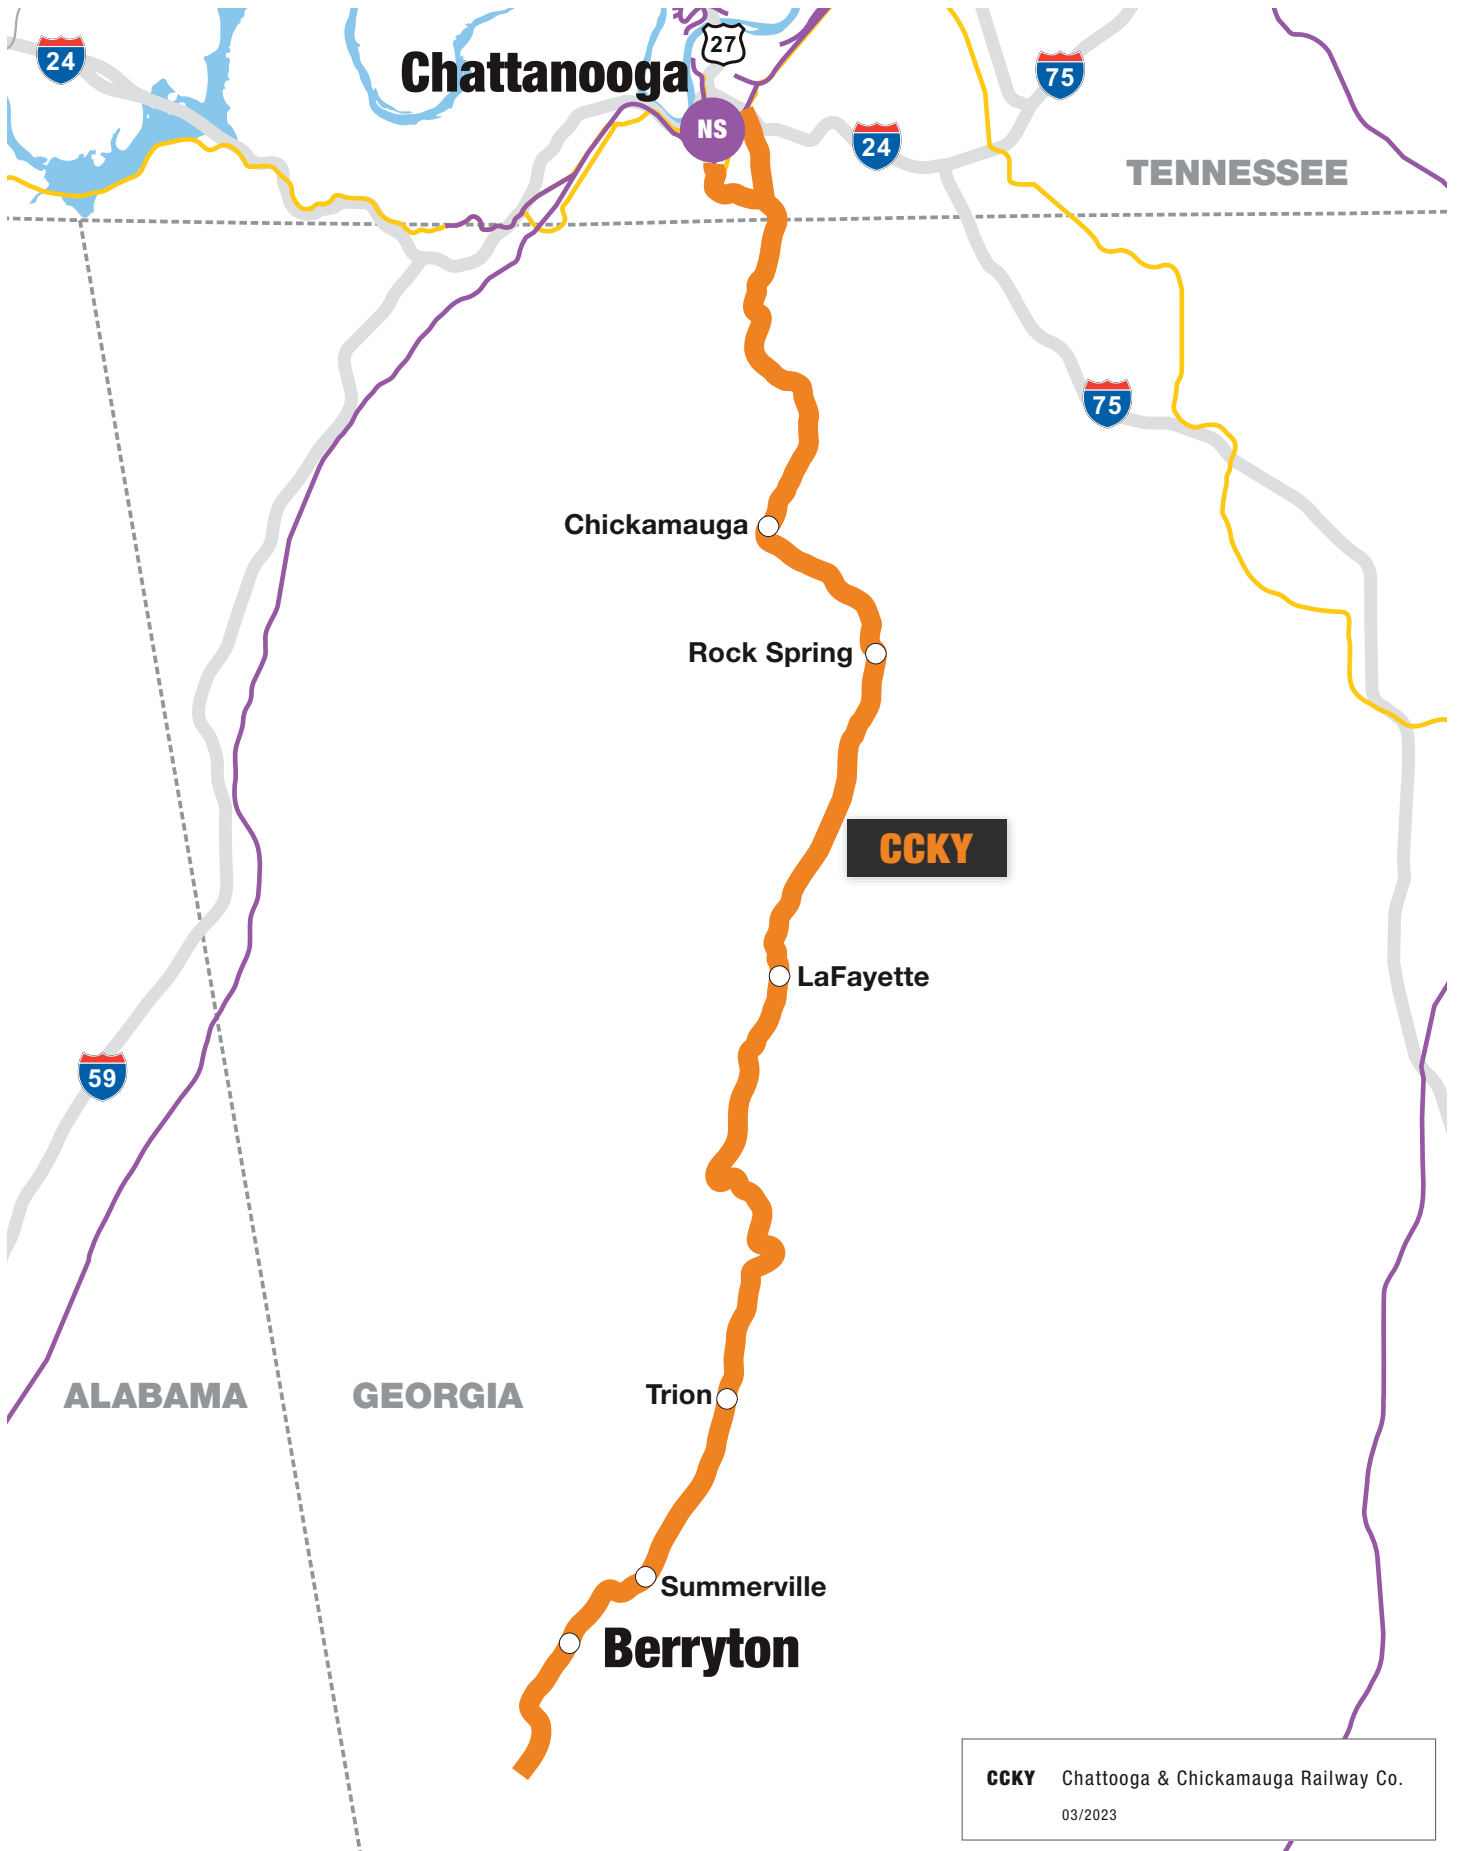 27
24
Chattanooga
75
NS
24
TENNESSEE
75
Chickamauga
Rock Spring
CCKY
LaFayette
59
ALABAMA
GEORGIA
Trion
Summerville
Berryton
CCKY Chattooga & Chickamauga Railway Co.
03/2023